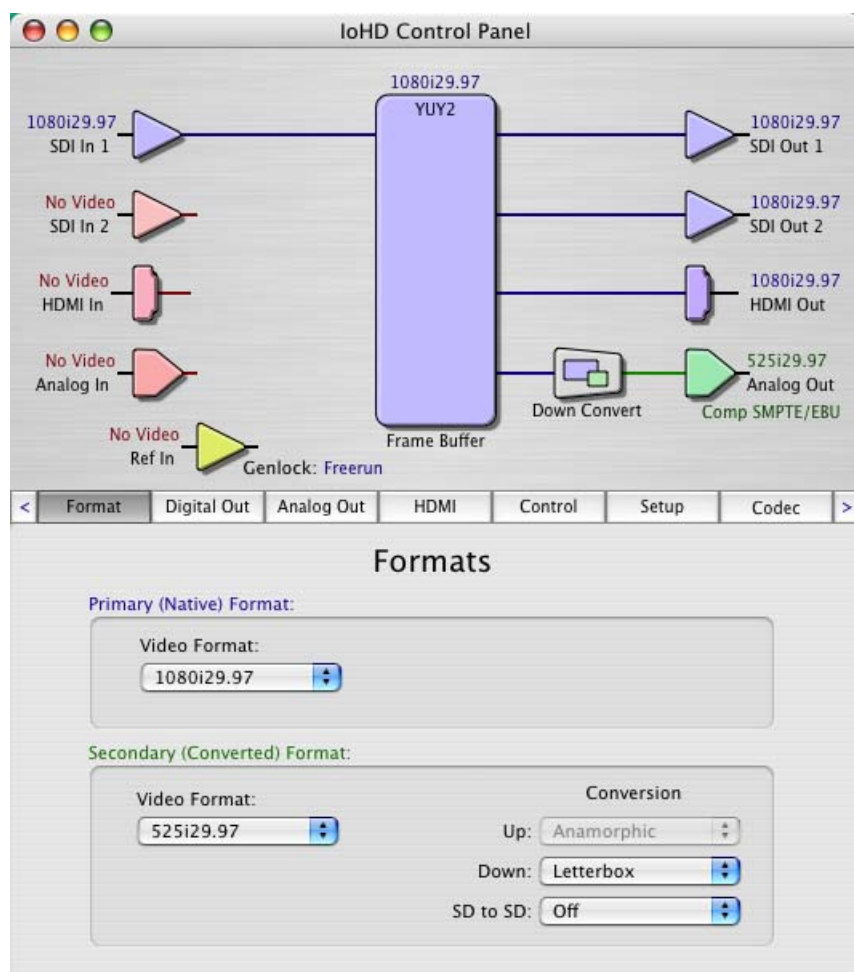 IoHD Control Panel
1080i29.97
YUY2
1080i29.97
SDI In 1
1080i29.97
SDI Out 1
No Video
SDI In 2
1080i29.97
SDI Out 2
No Video
HDMI In
1080i29.97
HDMI Out
No Video
Analog In
Down Convert
525i29.97
Analog Out
Comp SMPTE/EBU
No Video
Ref In
Genlock: Freerun
Frame Buffer
< Format Digital Out Analog Out HDMI Control Setup Codec >
Formats
Primary (Native) Format:
Video Format:
1080i29.97
Secondary (Converted) Format:
Video Format:
525i29.97
Conversion
Up: Anamorphic
Down: Letterbox
SD to SD: Off